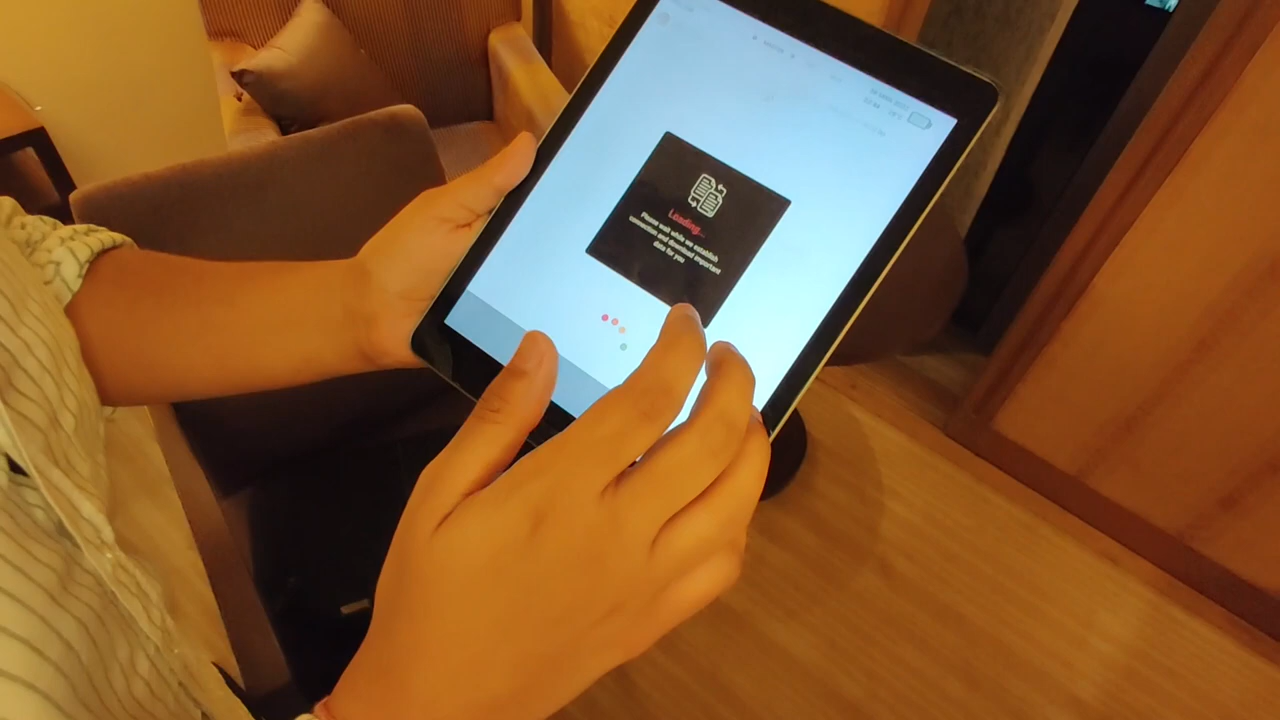 Loading...
Please wait while we establish
connection and download important
data for you